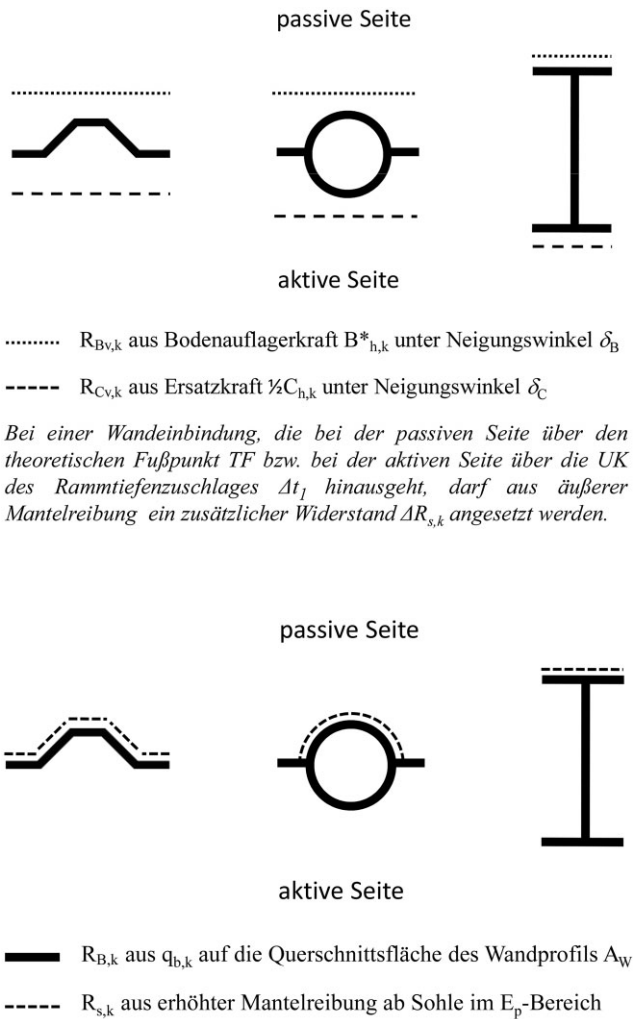 passive Seite
aktive Seite
R_Bv,k aus Bodenauflagerkraft B*_h,k unter Neigungswinkel δ_B
R_Cv,k aus Ersatzkraft ½C_h,k unter Neigungswinkel δ_C
Bei einer Wandeinbindung, die bei der passiven Seite über den
theoretischen Fußpunkt TF bzw. bei der aktiven Seite über die UK
des Rammtiefenzuschlages Δt_1 hinausgeht, darf aus äußerer
Mantelreibung ein zusätzlicher Widerstand ΔR_s,k angesetzt werden.
passive Seite
aktive Seite
R_B,k aus q_b,k auf die Querschnittsfläche des Wandprofils A_W
R_s,k aus erhöhter Mantelreibung ab Sohle im E_p-Bereich